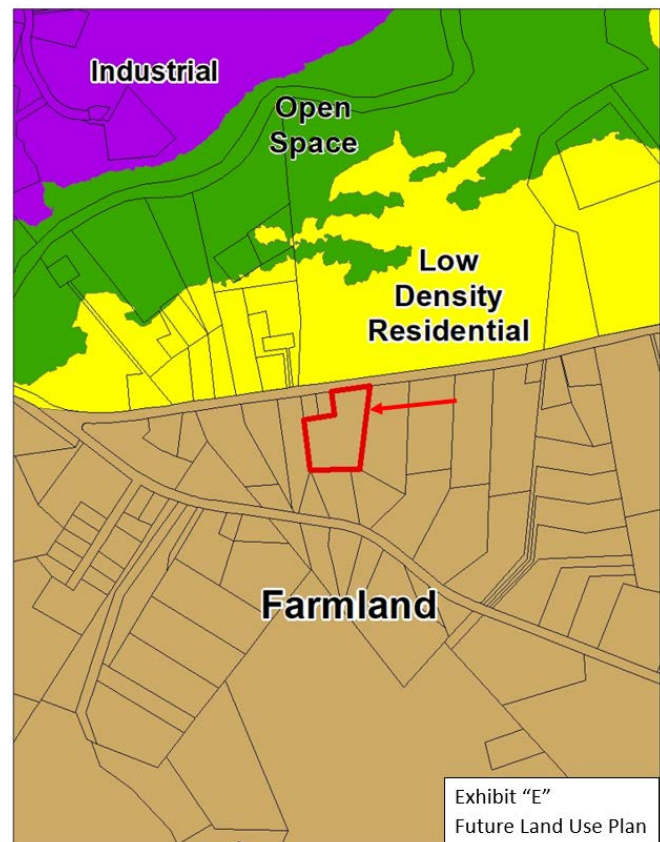 Industrial
Open
Space
Low
Density
Residential
Farmland
Exhibit “E”
Future Land Use Plan